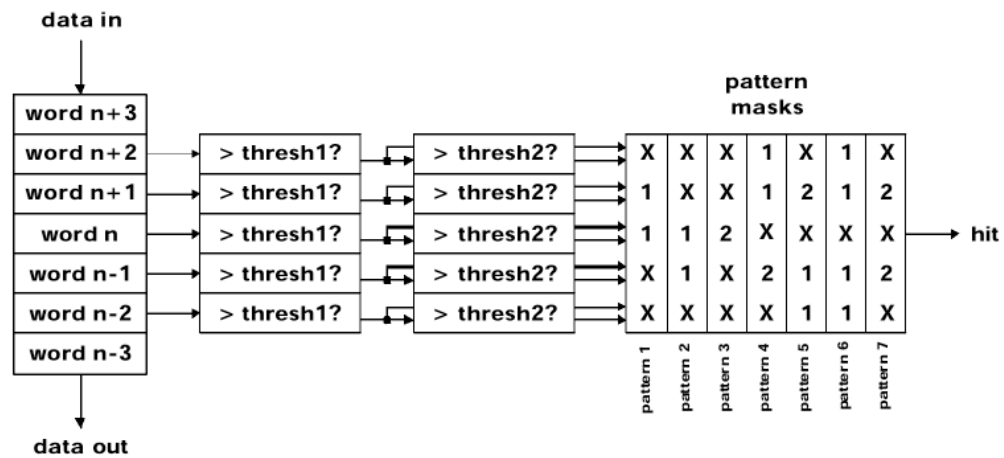 data in
pattern
masks
word n+3
word n+2 > thresh1? > thresh2? X X X 1 X 1 X
word n+1 > thresh1? > thresh2? 1 X X 1 2 1 2
word n > thresh1? > thresh2? 1 1 2 X X X X hit
word n-1 > thresh1? > thresh2? X 1 X 2 1 1 2
word n-2 > thresh1? > thresh2? X X X X 1 1 X
word n-3
pattern 1
pattern 2
pattern 3
pattern 4
pattern 5
pattern 6
pattern 7
data out